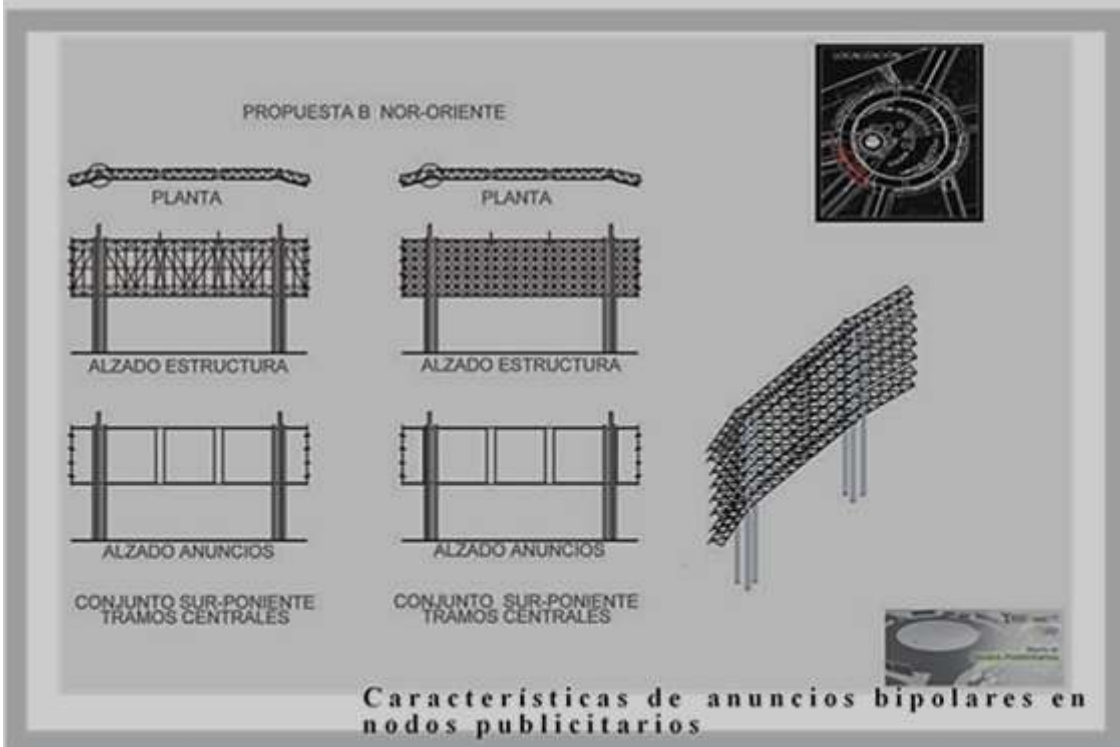 LOCALIZACIÓN
PROPUESTA B NOR-ORIENTE
PLANTA
PLANTA
ALZADO ESTRUCTURA
ALZADO ESTRUCTURA
ALZADO ANUNCIOS
ALZADO ANUNCIOS
CONJUNTO SUR-PONIENTE
TRAMOS CENTRALES
CONJUNTO SUR-PONIENTE
TRAMOS CENTRALES
Características de anuncios bipolares en
nodos publicitarios